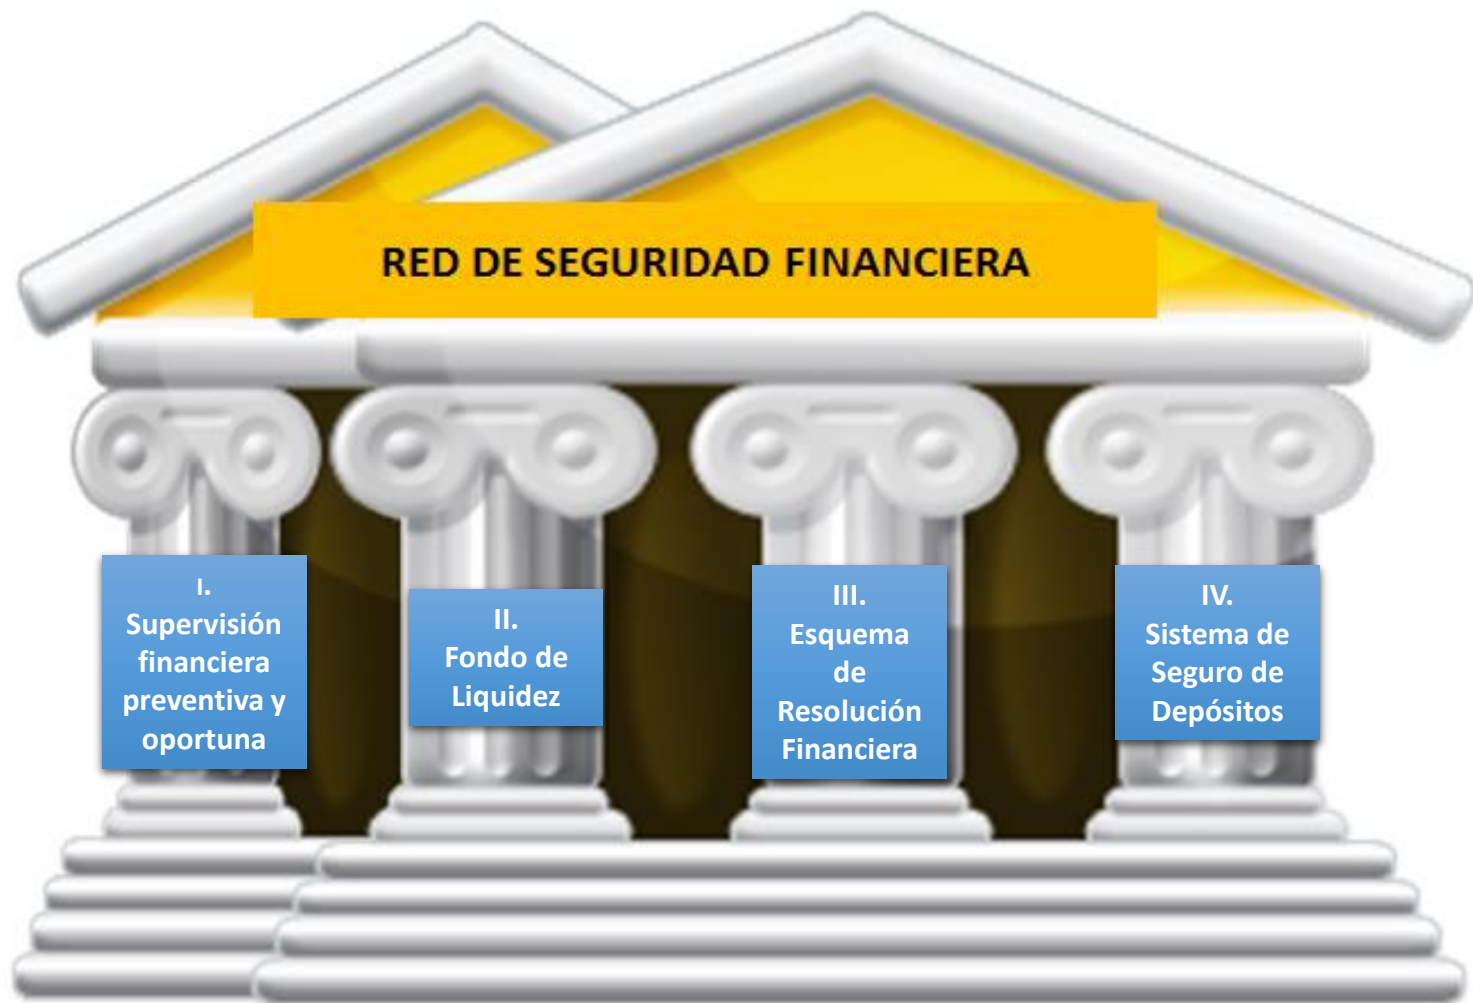 RED DE SEGURIDAD FINANCIERA
I.
Supervisión
financiera
preventiva y
oportuna
II.
Fondo de
Liquidez
III.
Esquema
de
Resolución
Financiera
IV.
Sistema de
Seguro de
Depósitos